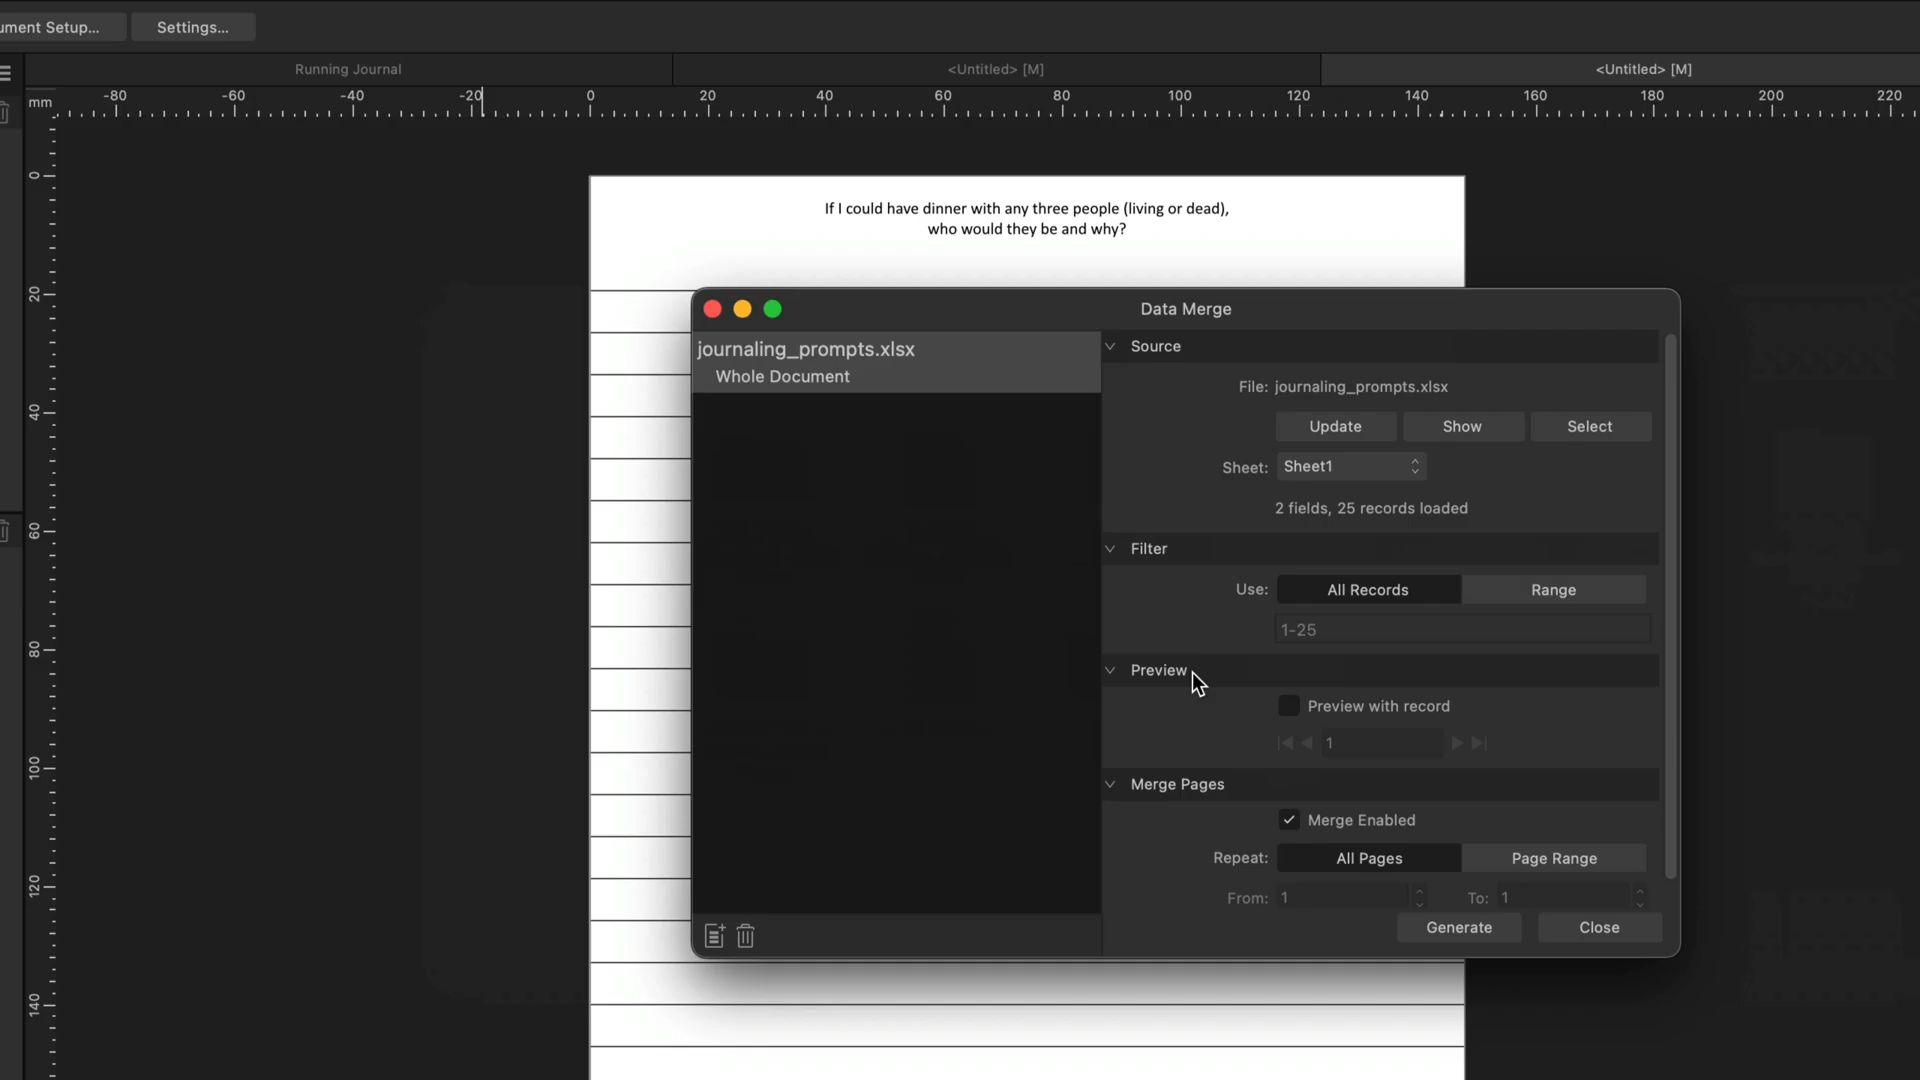 ument Setup...
Settings...
Running Journal
<Untitled> [M]
<Untitled> [M]
mm
-80 -60 -40 -20 0 20 40 60 80 100 120 140 160 180 200 220
0
20
40
60
80
100
120
140
If I could have dinner with any three people (living or dead),
who would they be and why?
Data Merge
journaling_prompts.xlsx
Whole Document
Source
File: journaling_prompts.xlsx
Update Show Select
Sheet: Sheet1
2 fields, 25 records loaded
Filter
Use: All Records Range
1-25
Preview
Preview with record
1
Merge Pages
Merge Enabled
Repeat: All Pages Page Range
From: 1 To: 1
Generate Close